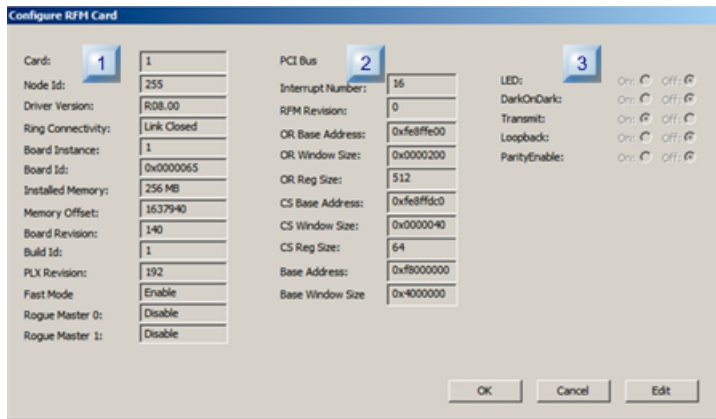 Configure RFM Card
1
Card: 1
Node Id: 255
Driver Version: R08.00
Ring Connectivity: Link Closed
Board Instance: 1
Board Id: 0x0000065
Installed Memory: 256 MB
Memory Offset: 1637940
Board Revision: 140
Build Id: 1
PLX Revision: 192
Fast Mode Enable
Rogue Master 0: Disable
Rogue Master 1: Disable
PCI Bus
2
Interrupt Number: 16
RFM Revision: 0
OR Base Address: 0xfe8ffe00
OR Window Size: 0x0000200
OR Reg Size: 512
CS Base Address: 0xfe8ffdc0
CS Window Size: 0x0000040
CS Reg Size: 64
Base Address: 0xf8000000
Base Window Size 0x4000000
3
LED: On: Off:
DarkOnDark: On: Off:
Transmit: On: Off:
Loopback: On: Off:
ParityEnable: On: Off:
OK Cancel Edit